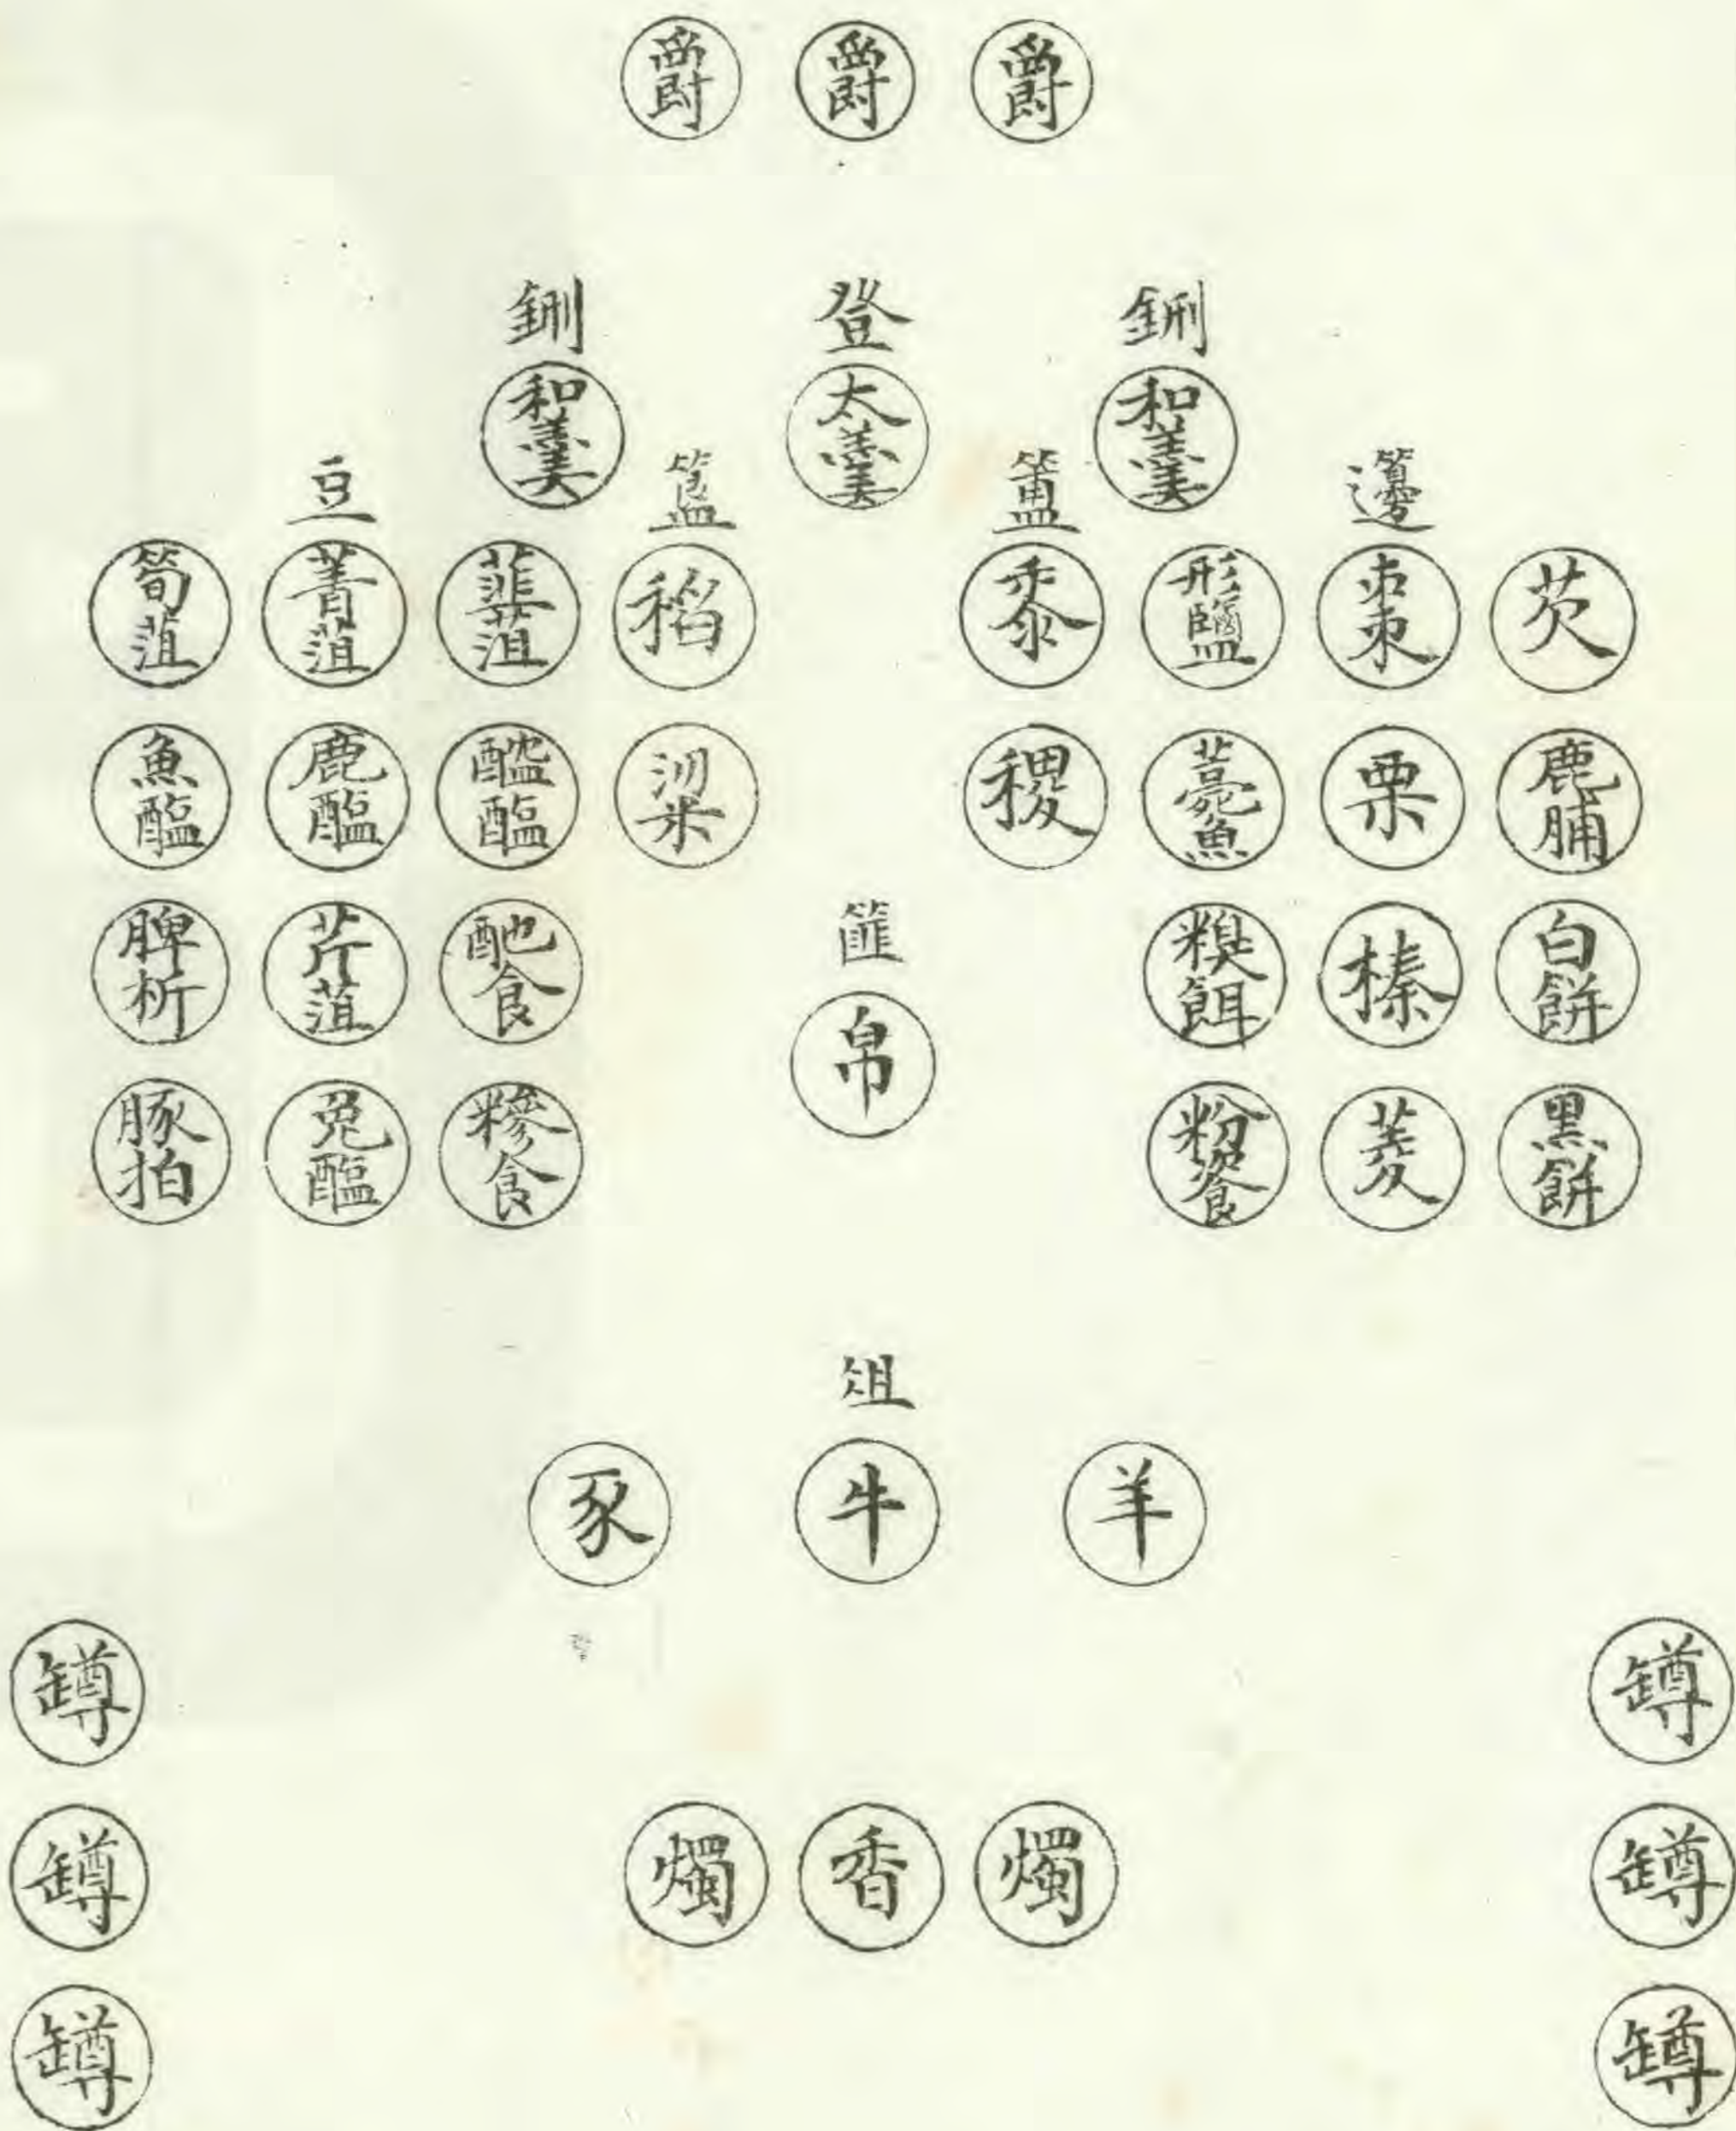 爵 爵 爵
鉶 登 鉶
和羹 太羹 和羹
豆 簋 簠 籩
筍菹 菁菹 韭菹 稻 黍 形鹽 棗 芡
魚醢 鹿醢 醓醢 梁 稷 薧魚 栗 鹿脯
脾析 芹菹 酏食 糗餌 榛 白餅
篚
帛
豚拍 兔醢 糝食 粉餈 菱 黑餅
俎
豕 牛 羊
罇 罇
燭 香 燭
罇 罇
罇 罇